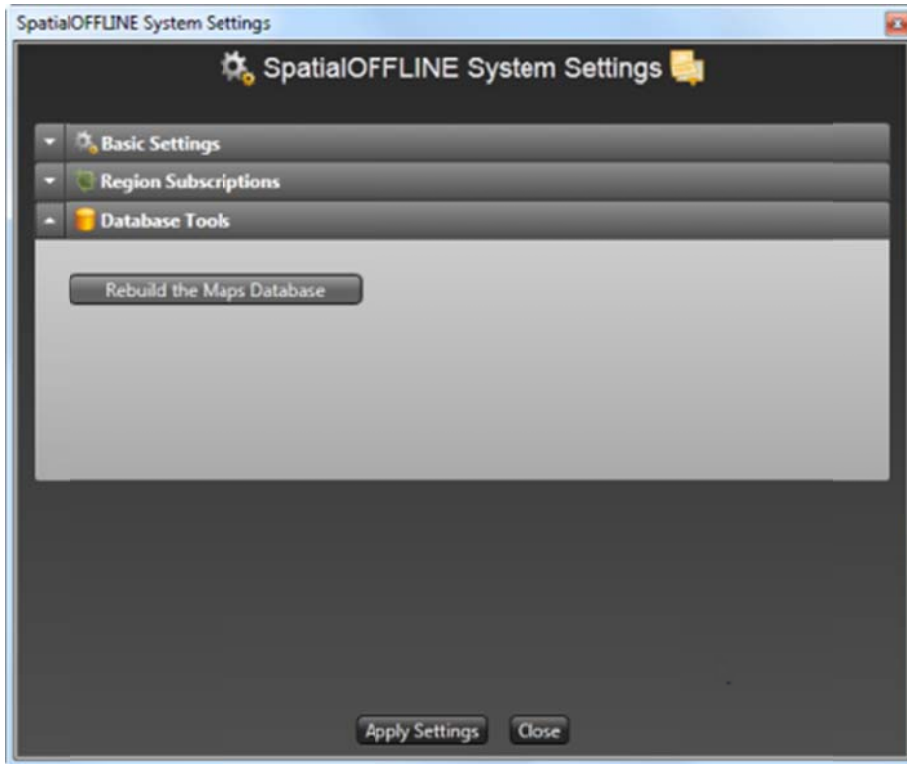 SpatialOFFLINE System Settings
SpatialOFFLINE System Settings
Basic Settings
Region Subscriptions
Database Tools
Rebuild the Maps Database
Apply Settings Close